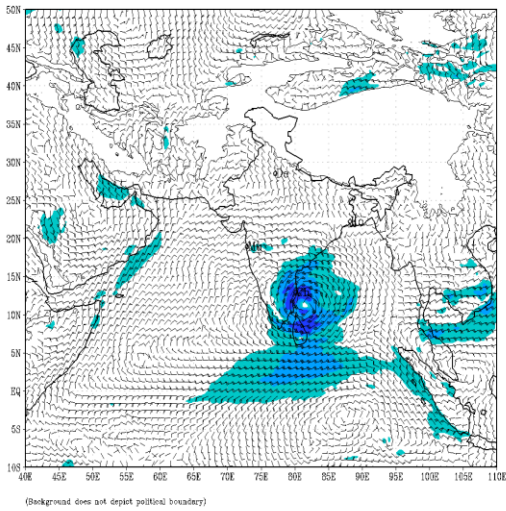 50N
45N
40N
35N
30N
25N
20N
15N
10N
5N
EQ
5S
10S
40E 45E 50E 55E 60E 65E 70E 75E 80E 85E 90E 95E 100E 105E 110E
(Background does not depict political boundary)